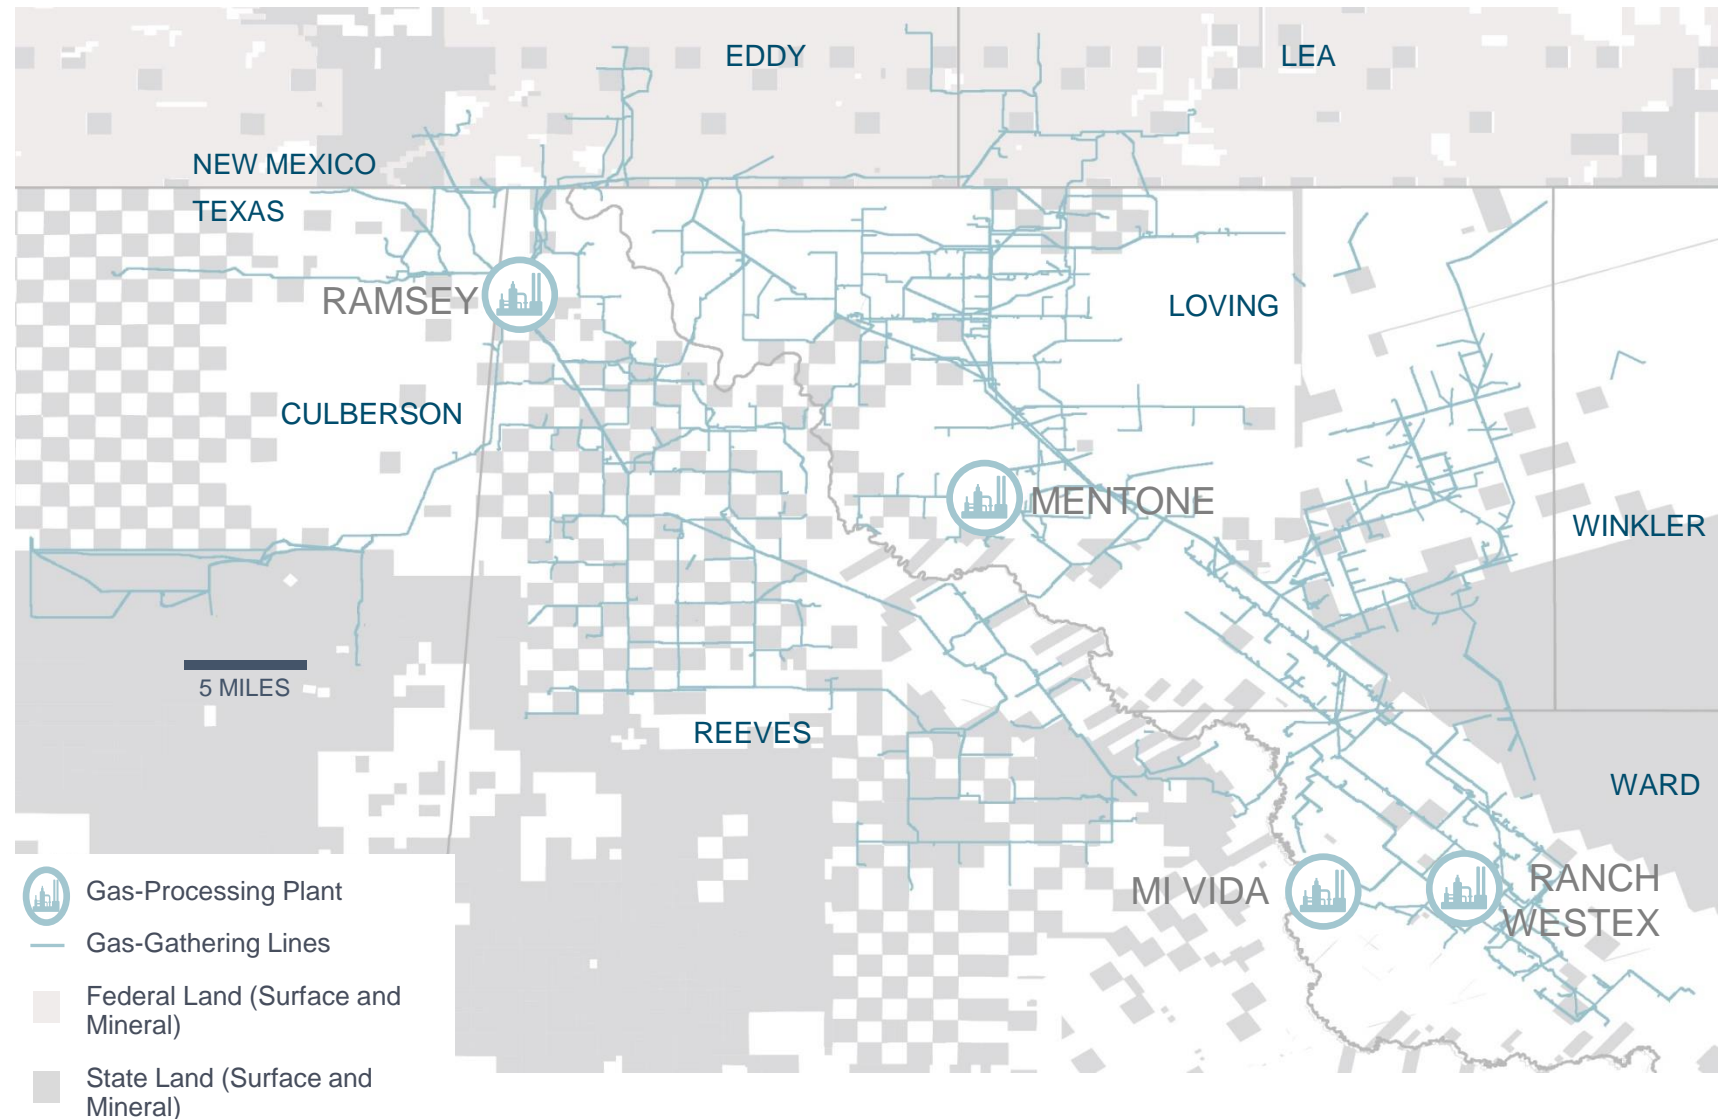 EDDY
LEA
NEW MEXICO
TEXAS
RAMSEY
LOVING
CULBERSON
MENTONE
WINKLER
5 MILES
REEVES
WARD
MI VIDA
RANCH
WESTEX
Gas-Processing Plant
Gas-Gathering Lines
Federal Land (Surface and
Mineral)
State Land (Surface and
Mineral)